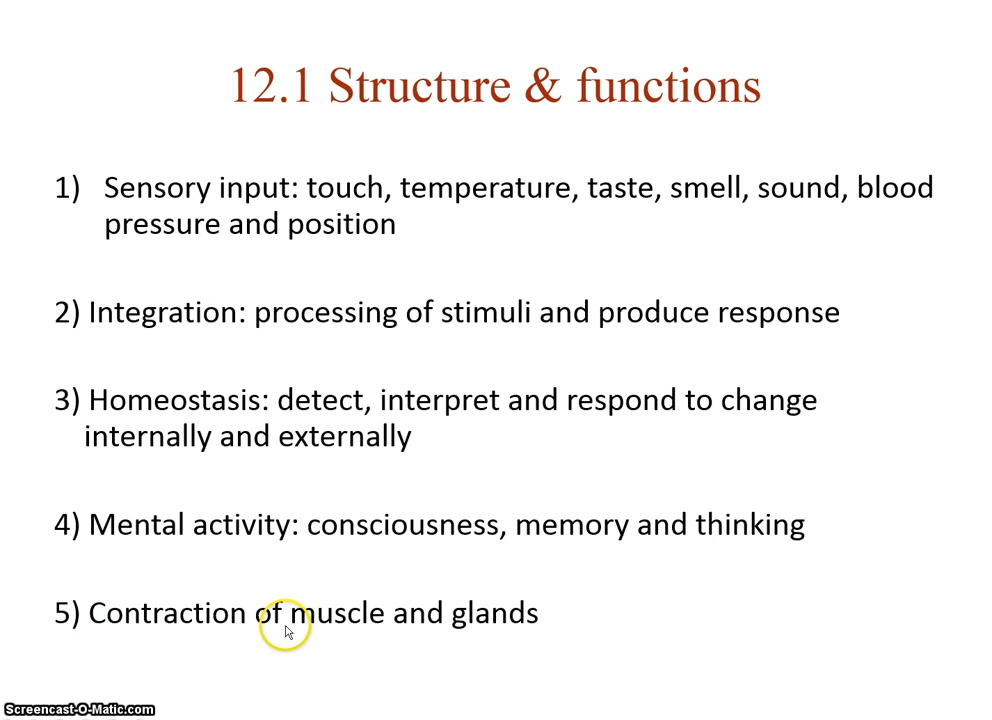 12.1 Structure & functions
1) Sensory input: touch, temperature, taste, smell, sound, blood
pressure and position
2) Integration: processing of stimuli and produce response
3) Homeostasis: detect, interpret and respond to change
internally and externally
4) Mental activity: consciousness, memory and thinking
5) Contraction of muscle and glands
Screencast-O-Matic.com